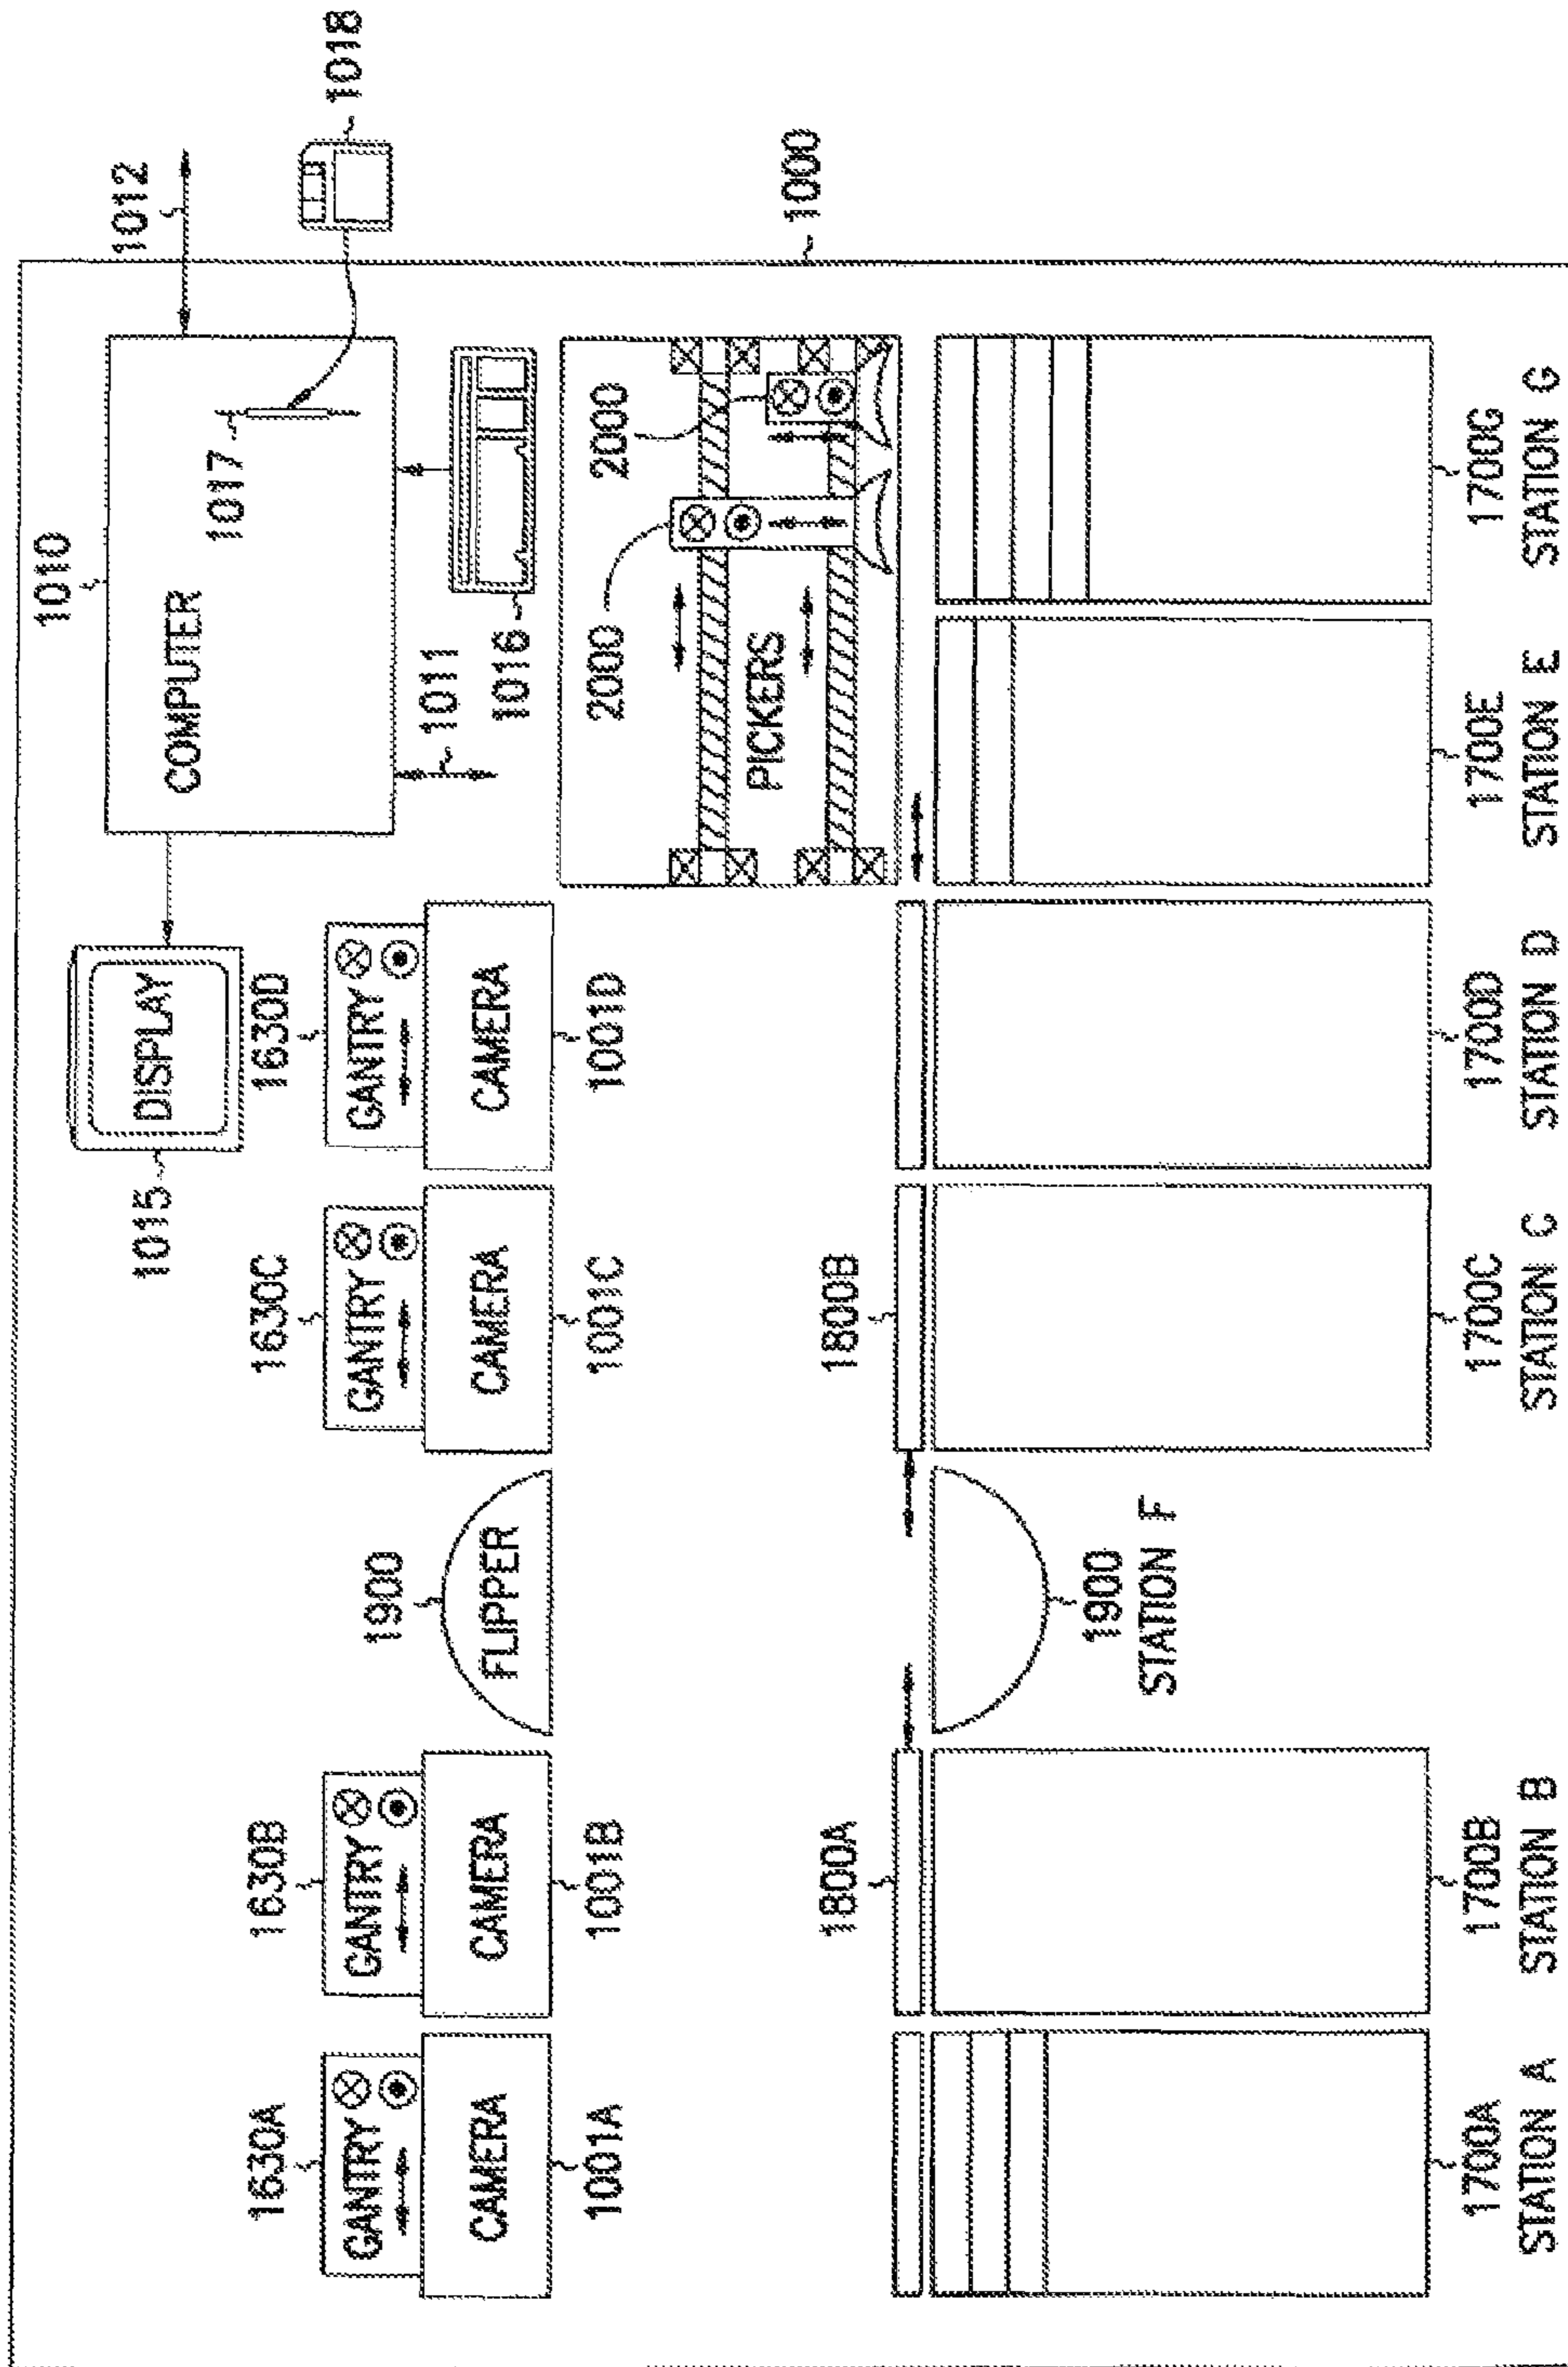 1010
1012
1018
COMPUTER
1017
DISPLAY
1015
1011
1016
1000
1630A
1630B
1630C
1630D
GANTRY
GANTRY
GANTRY
GANTRY
CAMERA
CAMERA
CAMERA
CAMERA
1001A
1001B
1001C
1001D
1900
FLIPPER
2000
2000
PICKERS
1800A
1800B
1900
STATION F
1700A
STATION A
1700B
STATION B
1700C
STATION C
1700D
STATION D
1700E
STATION E
1700G
STATION G